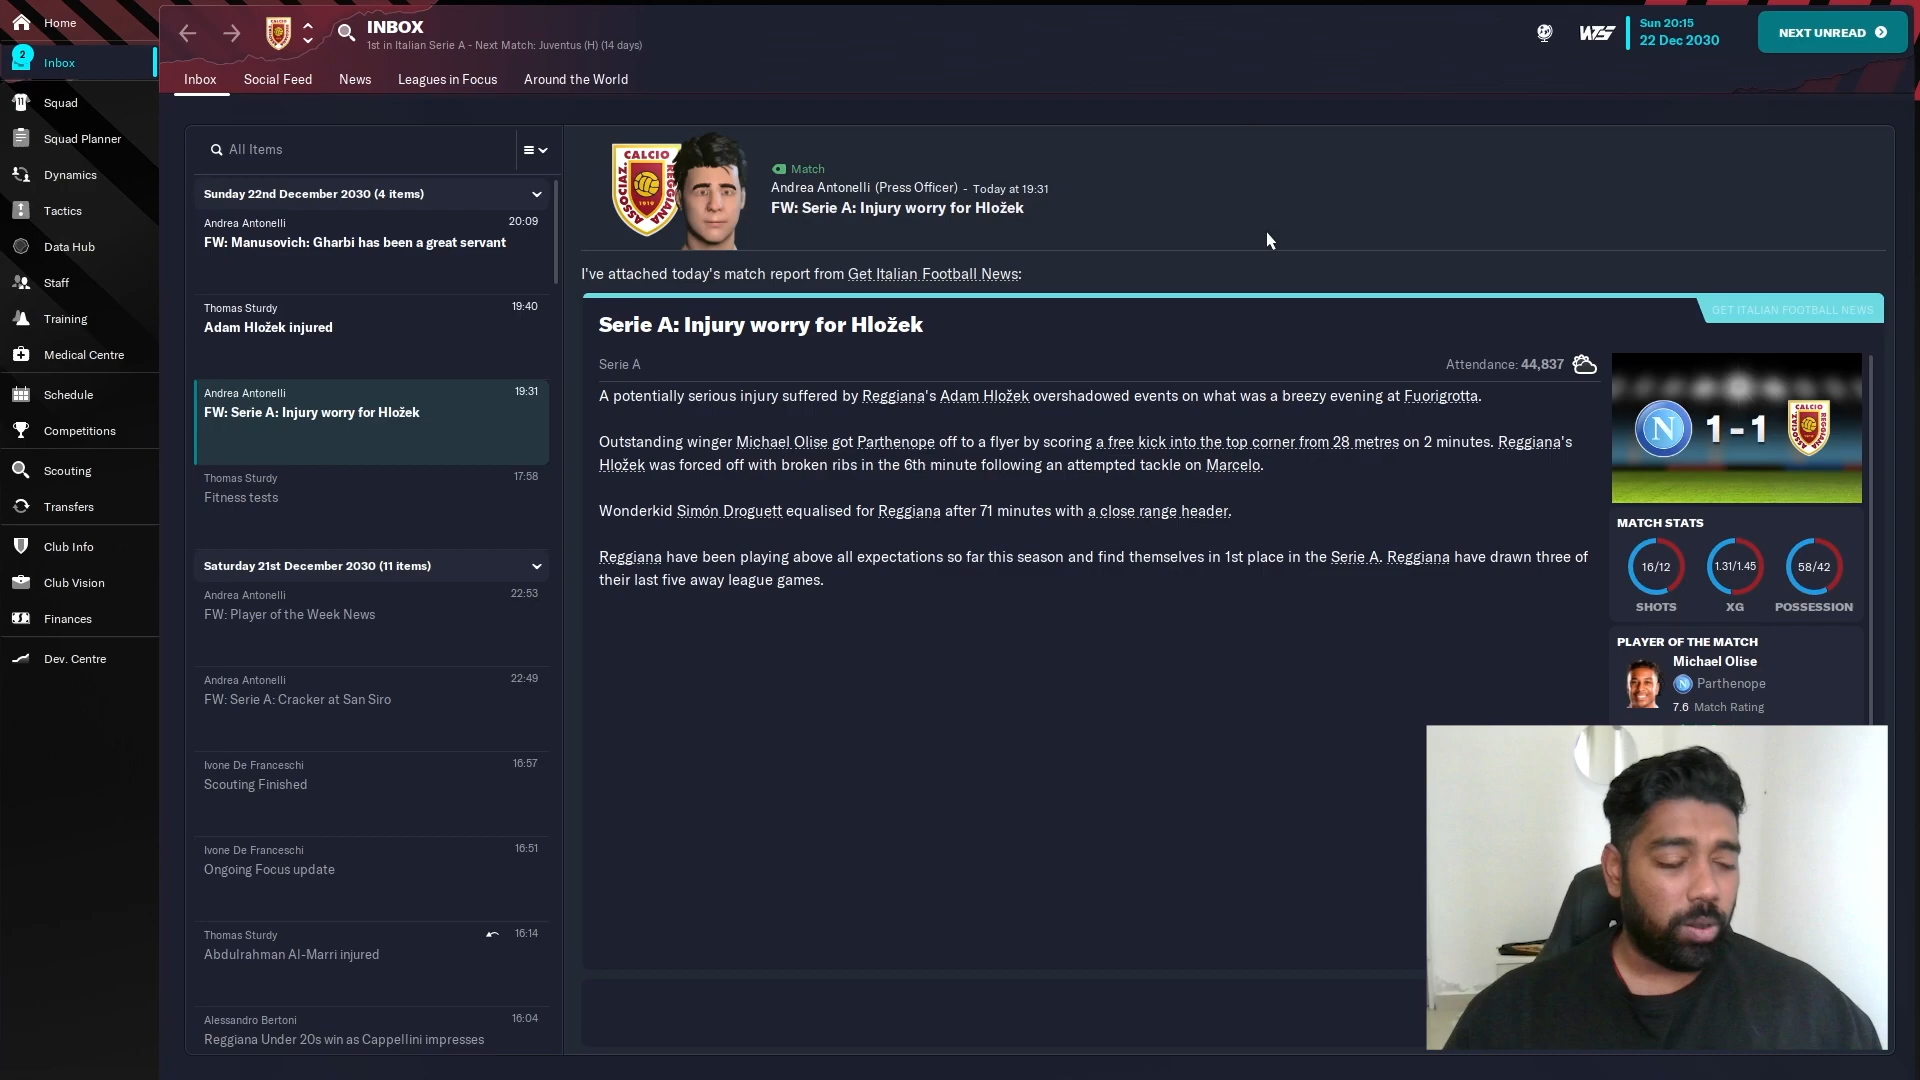 Home
2
Inbox
Squad
Squad Planner
Dynamics
Tactics
Data Hub
Staff
Training
Medical Centre
Schedule
Competitions
Scouting
Transfers
Club Info
Club Vision
Finances
Dev. Centre
INBOX
1st in Italian Serie A - Next Match: Juventus (H) (14 days)
Sun 20:15
22 Dec 2030
NEXT UNREAD
Inbox Social Feed News Leagues in Focus Around the World
All Items
Sunday 22nd December 2030 (4 items)
Andrea Antonelli 20:09
FW: Manusovich: Gharbi has been a great servant
Thomas Sturdy 19:40
Adam Hložek injured
Andrea Antonelli 19:31
FW: Serie A: Injury worry for Hložek
Thomas Sturdy 17:58
Fitness tests
Saturday 21st December 2030 (11 items)
Andrea Antonelli 22:53
FW: Player of the Week News
Andrea Antonelli 22:49
FW: Serie A: Cracker at San Siro
Ivone De Franceschi 16:57
Scouting Finished
Ivone De Franceschi 16:51
Ongoing Focus update
Thomas Sturdy 16:14
Abdulrahman Al-Marri injured
Alessandro Bertoni 16:04
Reggiana Under 20s win as Cappellini impresses
CALCIO
ASSOCIAZ.
REGGIANA
1919
Match
Andrea Antonelli (Press Officer) - Today at 19:31
FW: Serie A: Injury worry for Hložek
I've attached today's match report from Get Italian Football News:
GET ITALIAN FOOTBALL NEWS
Serie A: Injury worry for Hložek
Serie A Attendance: 44,837
A potentially serious injury suffered by Reggiana's Adam Hložek overshadowed events on what was a breezy evening at Fuorigrotta.
Outstanding winger Michael Olise got Parthenope off to a flyer by scoring a free kick into the top corner from 28 metres on 2 minutes. Reggiana's
Hložek was forced off with broken ribs in the 6th minute following an attempted tackle on Marcelo.
Wonderkid Simón Droguett equalised for Reggiana after 71 minutes with a close range header.
Reggiana have been playing above all expectations so far this season and find themselves in 1st place in the Serie A. Reggiana have drawn three of
their last five away league games.
N 1 - 1
MATCH STATS
16/12 1.31/1.45 58/42
SHOTS XG POSSESSION
PLAYER OF THE MATCH
Michael Olise
Parthenope
7.6 Match Rating